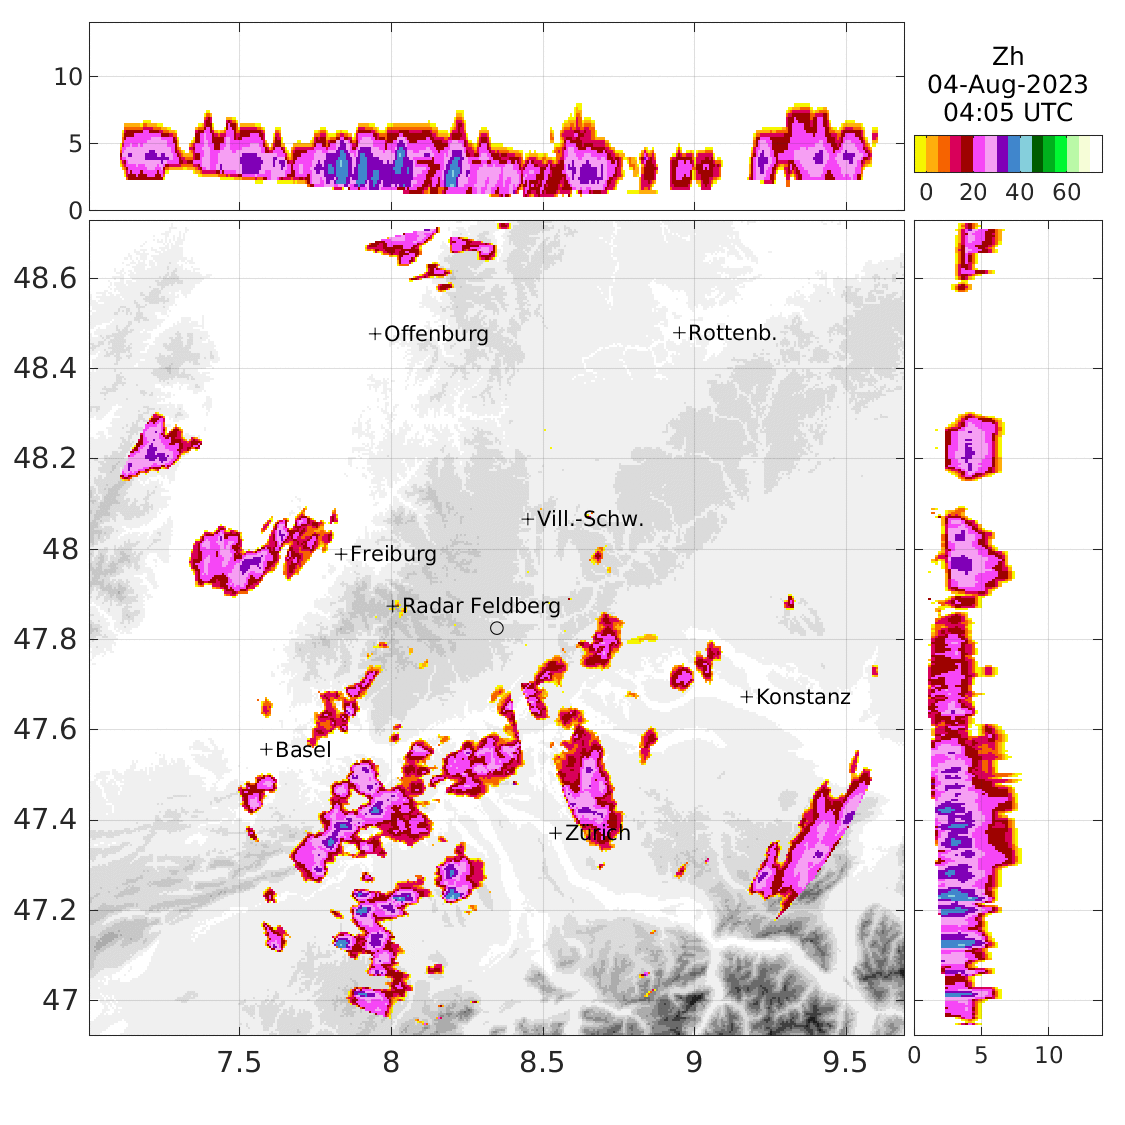 Zh
04-Aug-2023
04:05 UTC
10
5
0
0 20 40 60
48.6
+Offenburg +Rottenb.
48.4
48.2
+Vill.-Schw.
48
+Freiburg
+Radar Feldberg
47.8
+Konstanz
47.6
+Basel
47.4
+Zürich
47.2
47
7.5 8 8.5 9 9.5
0 5 10